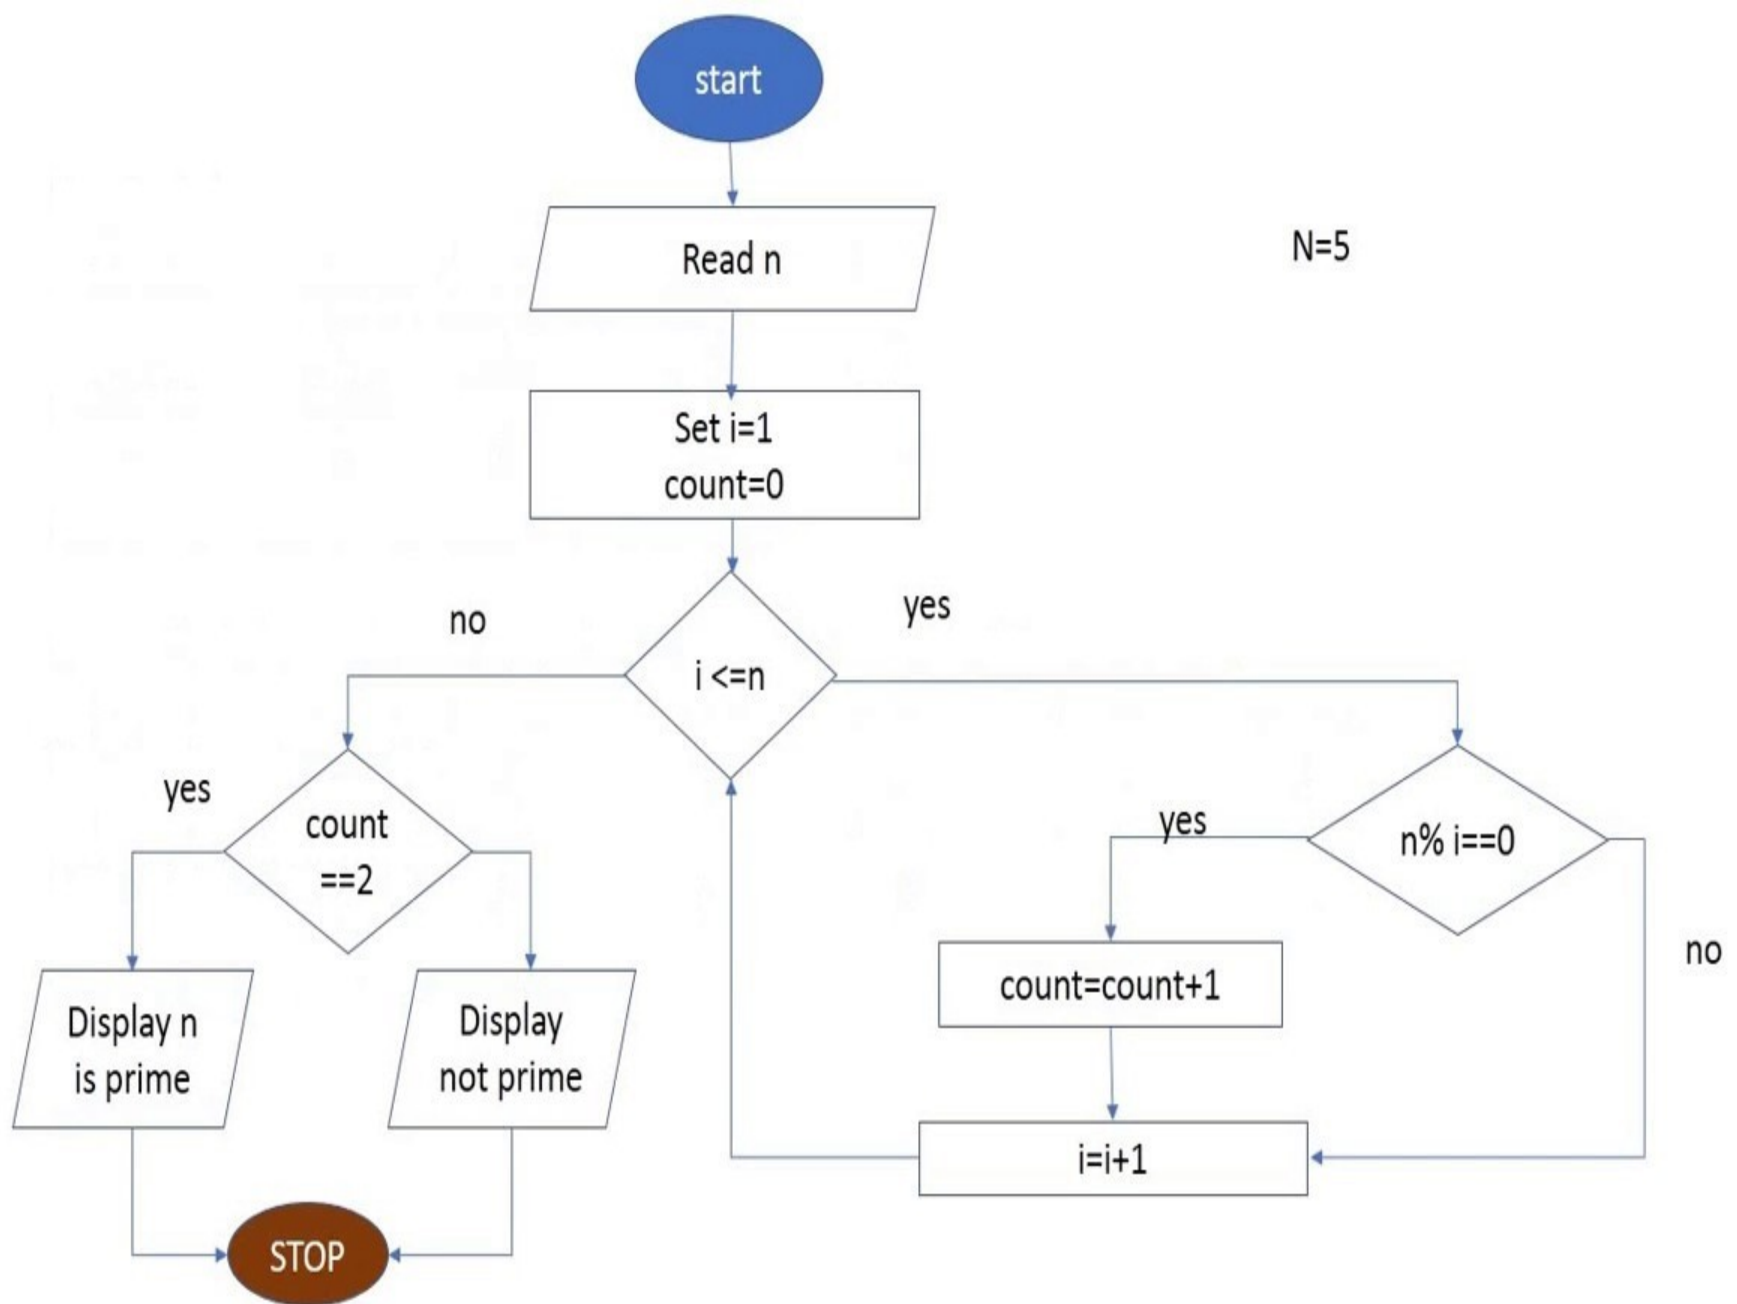 start
Read n
N=5
Set i=1
count=0
no
yes
i <=n
yes
count
==2
yes
n% i==0
no
count=count+1
Display n
is prime
Display
not prime
i=i+1
STOP